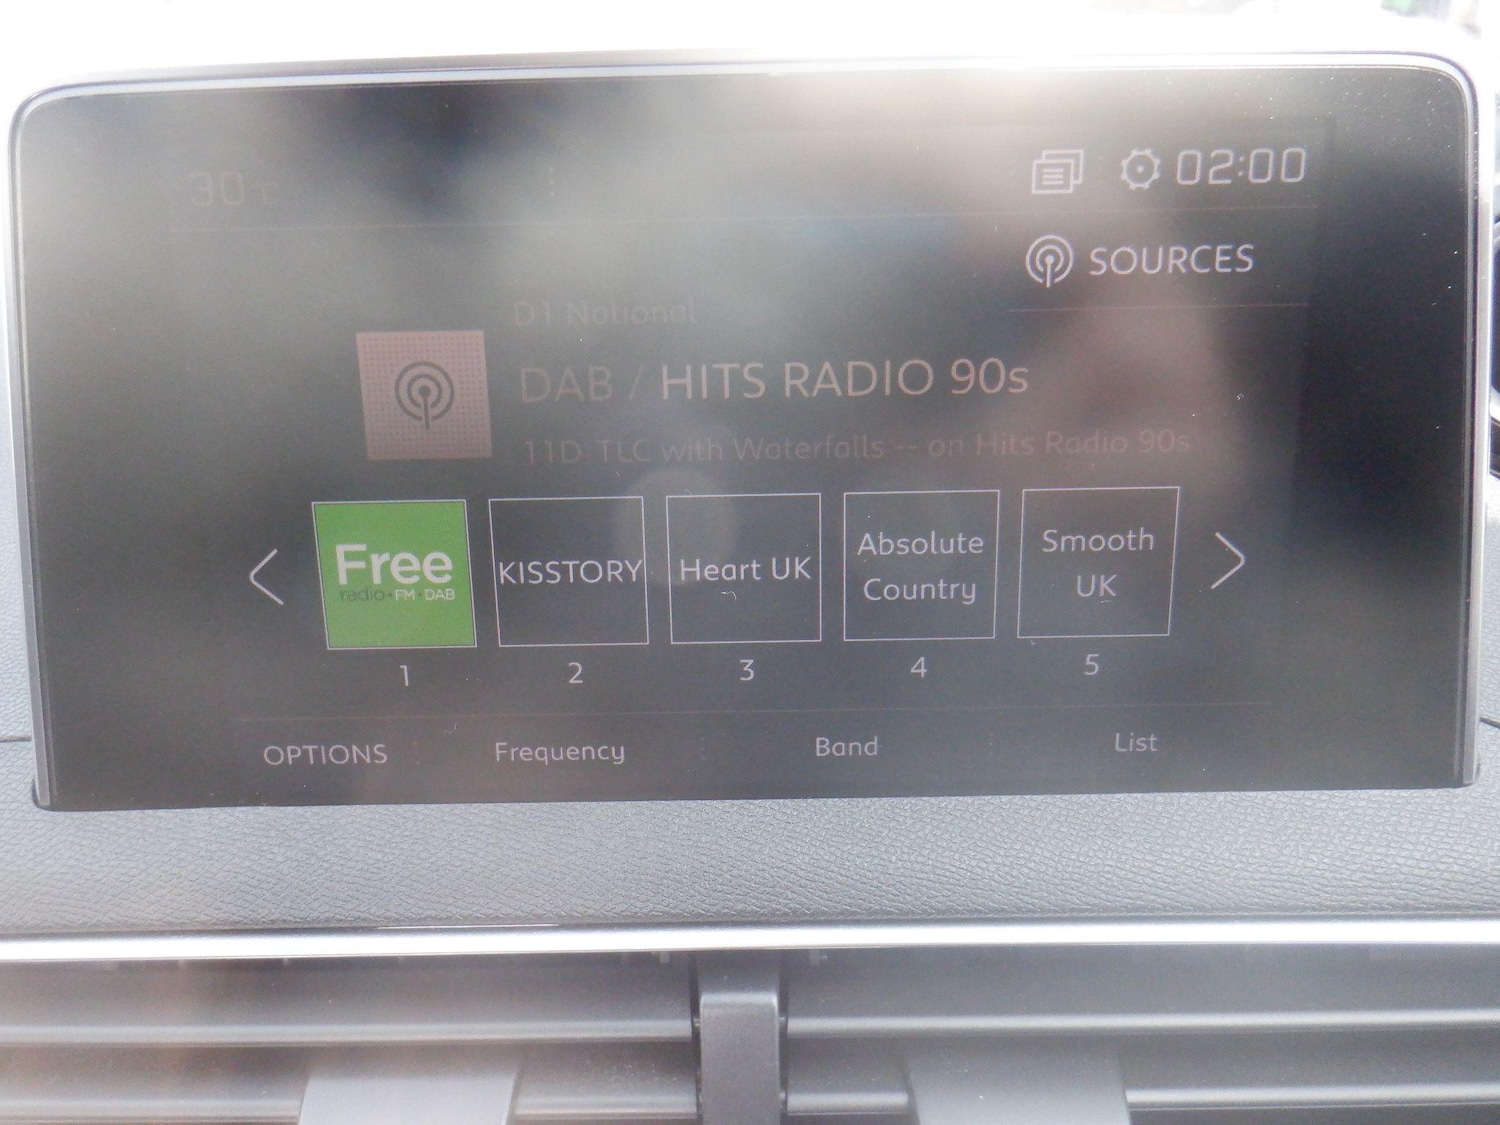 30 °C
02:00
SOURCES
D1 National
DAB / HITS RADIO 90s
11D TLC with Waterfalls -- on Hits Radio 90s
Free
radio • FM • DAB
KISSTORY
Heart UK
Absolute
Country
Smooth
UK
1 2 3 4 5
OPTIONS Frequency Band List